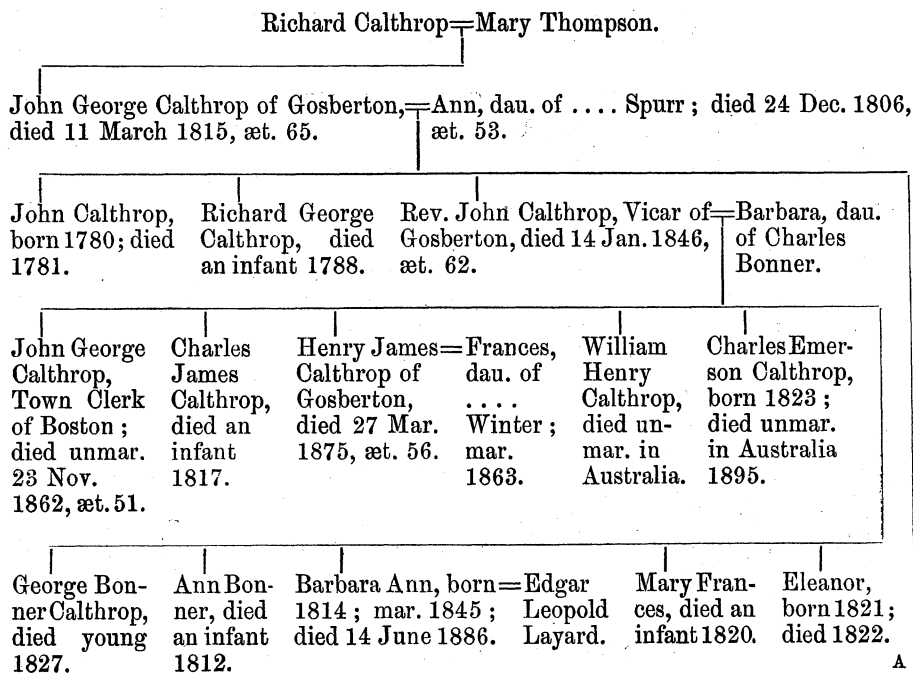 Richard Calthrop=Mary Thompson.
John George Calthrop of Gosberton,=Ann, dau. of .... Spurr; died 24 Dec. 1806,
died 11 March 1815, æt. 65.
æt. 53.
John Calthrop,
born 1780; died
1781.
Richard George
Calthrop, died
an infant 1788.
Rev. John Calthrop, Vicar of=Barbara, dau.
Gosberton, died 14 Jan. 1846,
æt. 62.
of Charles
Bonner.
John George
Calthrop,
Town Clerk
of Boston;
died unmar.
23 Nov.
1862, æt. 51.
Charles
James
Calthrop,
died an
infant
1817.
Henry James=Frances,
Calthrop of
Gosberton,
died 27 Mar.
1875, æt. 56.
dau. of
....
Winter;
mar.
1863.
William
Henry
Calthrop,
died un-
mar. in
Australia.
Charles Emer-
son Calthrop,
born 1823;
died unmar.
in Australia
1895.
George Bon-
ner Calthrop,
died young
1827.
Ann Bon-
ner, died
an infant
1812.
Barbara Ann, born=Edgar
1814; mar. 1845;
died 14 June 1886.
Leopold
Layard.
Mary Fran-
ces, died an
infant 1820.
Eleanor,
born 1821;
died 1822.
A